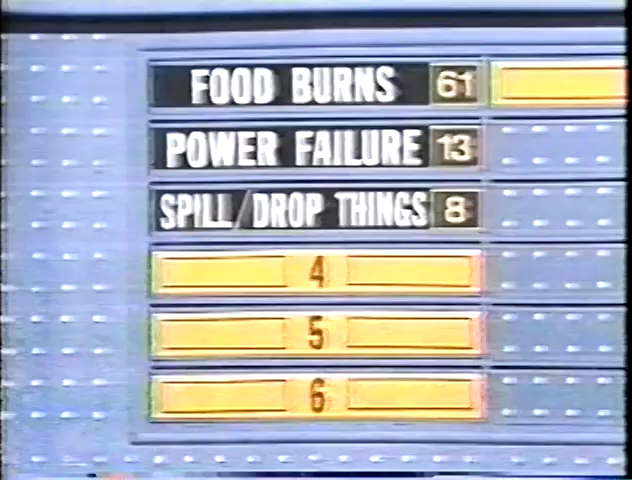 FOOD BURNS 61
POWER FAILURE 13
SPILL/DROP THINGS 8
4
5
6